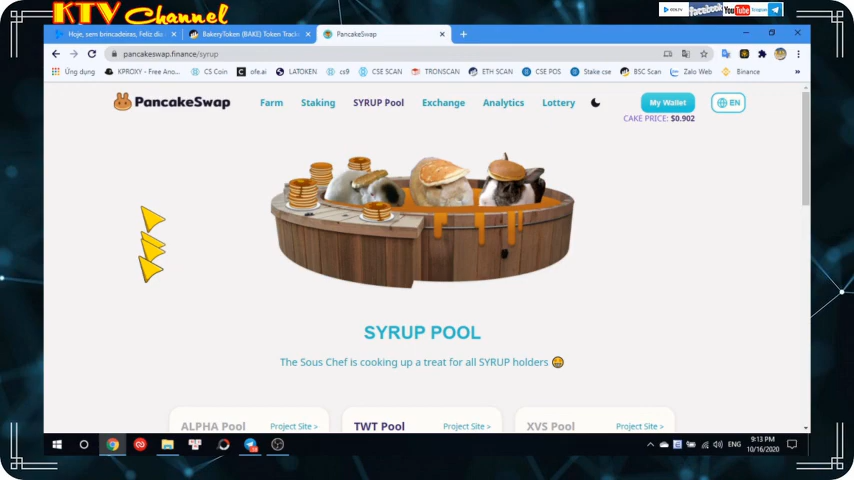 KTV Channel
Facebook
YouTube
Telegram
Hoje, sem brincadeiras, Feliz dia
BakeryToken (BAKE) Token Track
PancakeSwap
pancakeswap.finance/syrup
Ứng dụng
KPROXY - Free Ano...
CS Coin
ofe.ai
LATOKEN
cs9
CSE SCAN
TRONSCAN
ETH SCAN
CSE POS
Stake cse
BSC Scan
Zalo Web
Binance
»
PancakeSwap
Farm
Staking
SYRUP Pool
Exchange
Analytics
Lottery
My Wallet
EN
CAKE PRICE: $0.902
SYRUP POOL
The Sous Chef is cooking up a treat for all SYRUP holders
ALPHA Pool
Project Site >
TWT Pool
Project Site >
XVS Pool
Project Site >
ENG
9:13 PM
10/16/2020